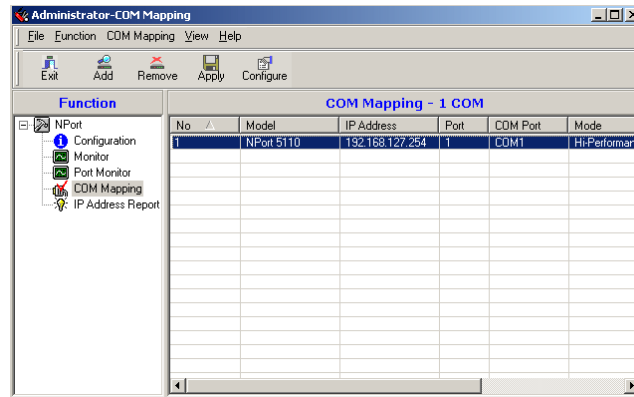 Administrator-COM Mapping
File Function COM Mapping View Help
Exit Add Remove Apply Configure
Function
COM Mapping - 1 COM
NPort
Configuration
Monitor
Port Monitor
COM Mapping
IP Address Report
No Model IP Address Port COM Port Mode
1 NPort 5110 192.168.127.254 1 COM1 Hi-Performan